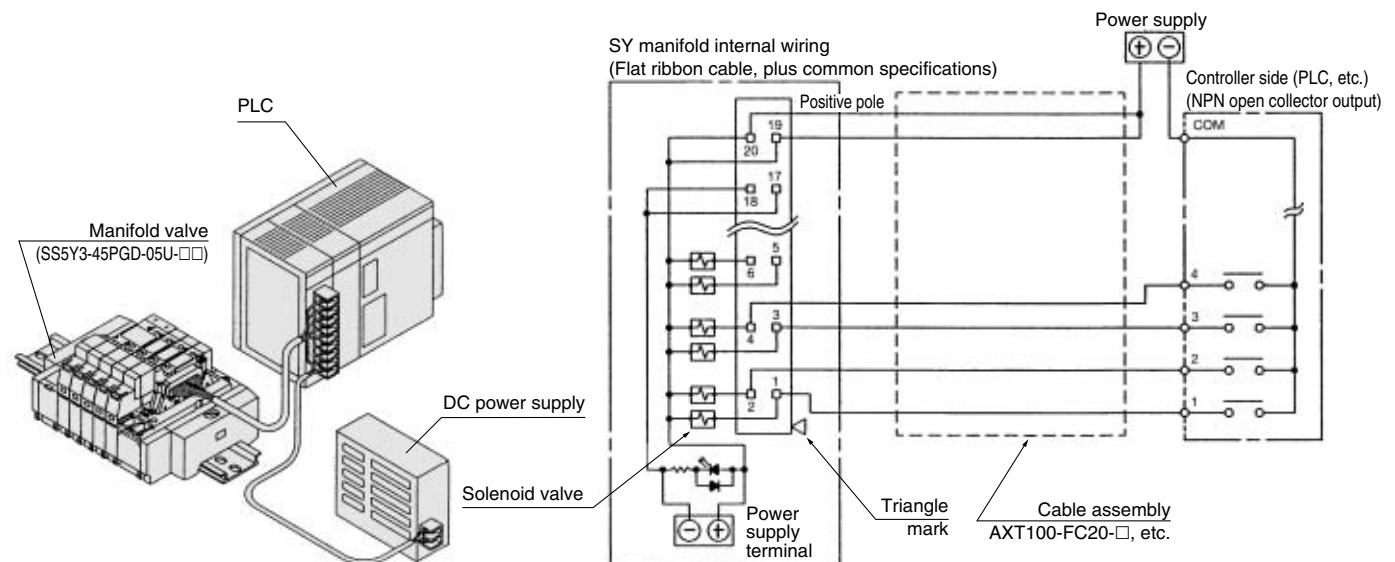 PLC
Manifold valve
(SS5Y3-45PGD-05U-□□)
DC power supply
SY manifold internal wiring
(Flat ribbon cable, plus common specifications)
Power supply
+ −
Controller side (PLC, etc.)
(NPN open collector output)
Positive pole
COM
19
20
17
18
5
6
4
3
4
3
2
1
2
1
Solenoid valve
− +
Power
supply
terminal
Triangle
mark
Cable assembly
AXT100-FC20-□, etc.